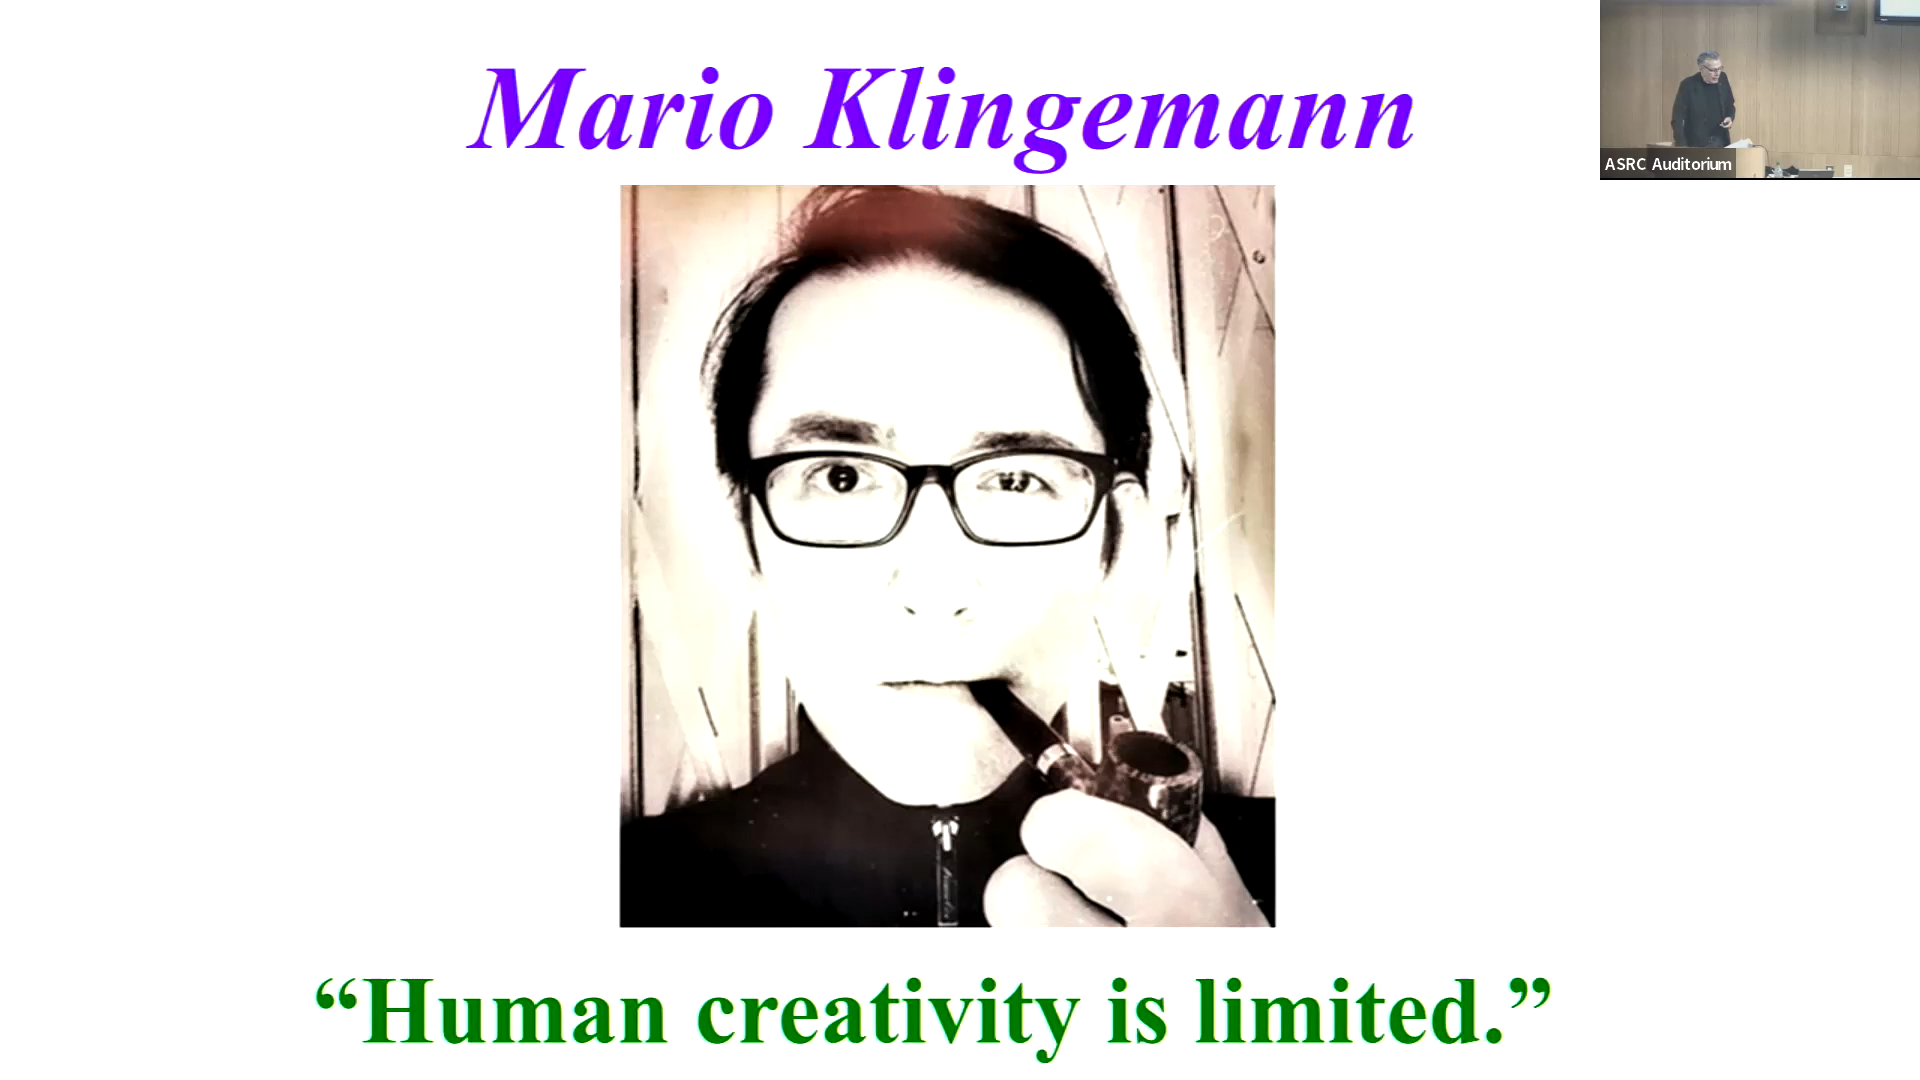 Mario Klingemann
ASRC Auditorium
“Human creativity is limited.”